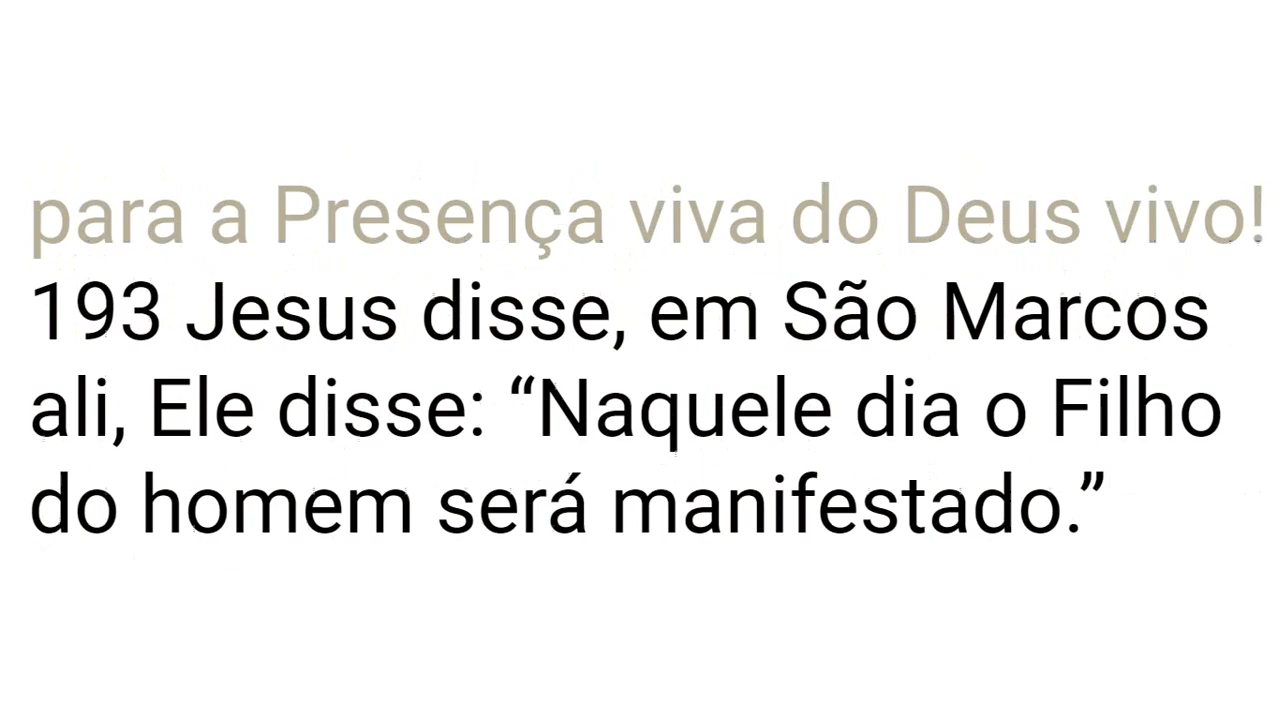 para a Presença viva do Deus vivo!
193 Jesus disse, em São Marcos
ali, Ele disse: “Naquele dia o Filho
do homem será manifestado.”